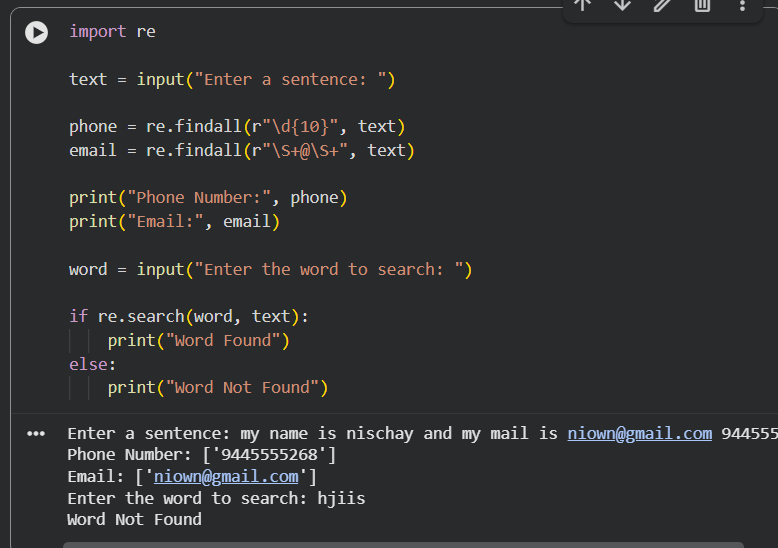 import re
text = input("Enter a sentence: ")
phone = re.findall(r"\d{10}", text)
email = re.findall(r"\S+@\S+", text)
print("Phone Number:", phone)
print("Email:", email)
word = input("Enter the word to search: ")
if re.search(word, text):
    print("Word Found")
else:
    print("Word Not Found")
Enter a sentence: my name is nischay and my mail is niown@gmail.com 944555
Phone Number: ['9445555268']
Email: ['niown@gmail.com']
Enter the word to search: hjiis
Word Not Found